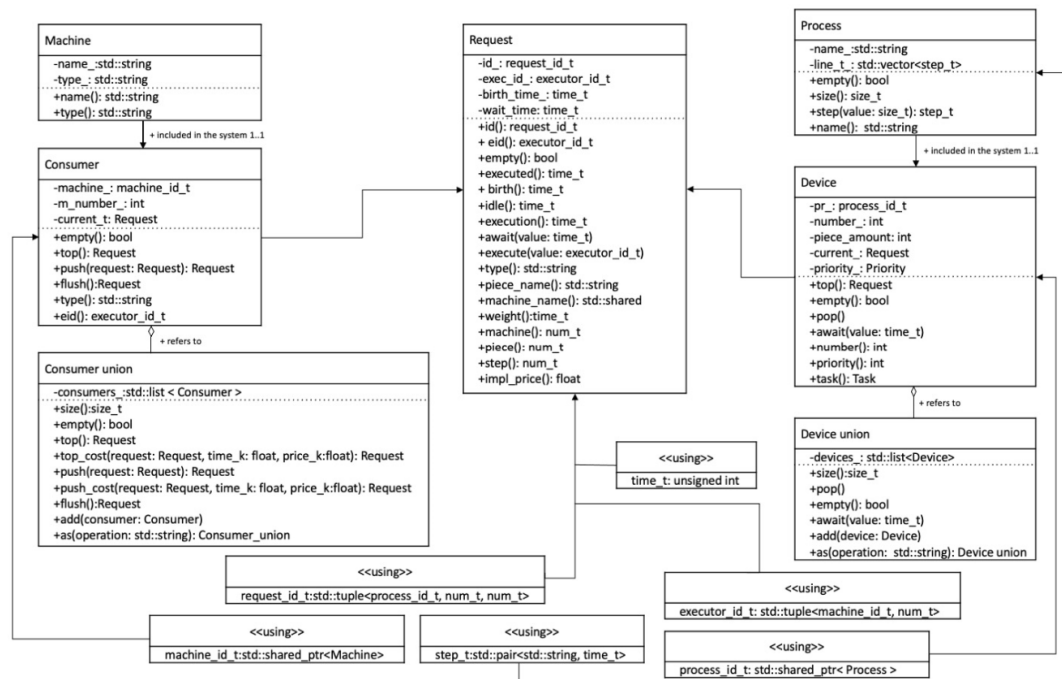 Machine
-name_:std::string
-type_: std::string
+name(): std::string
+type(): std::string
+ included in the system 1..1
Consumer
-machine_: machine_id_t
-m_number_: int
-current_t: Request
+empty(): bool
+top(): Request
+push(request: Request): Request
+flush():Request
+type(): std::string
+eid(): executor_id_t
+ refers to
Consumer union
-consumers_:std::list < Consumer >
+size():size_t
+empty(): bool
+top(): Request
+top_cost(request: Request, time_k: float, price_k:float): Request
+push(request: Request): Request
+push_cost(request: Request, time_k: float, price_k:float): Request
+flush():Request
+add(consumer: Consumer)
+as(operation: std::string): Consumer_union
Request
-id_: request_id_t
-exec_id_: executor_id_t
-birth_time_: time_t
-wait_time: time_t
+id(): request_id_t
+ eid(): executor_id_t
+empty(): bool
+executed(): time_t
+ birth(): time_t
+idle(): time_t
+execution(): time_t
+await(value: time_t)
+execute(value: executor_id_t)
+type(): std::string
+piece_name(): std::string
+machine_name(): std::shared
+weight():time_t
+machine(): num_t
+piece(): num_t
+step(): num_t
+impl_price(): float
Process
-name_:std::string
-line_t_: std::vector<step_t>
+empty(): bool
+size(): size_t
+step(value: size_t): step_t
+name():  std::string
+ included in the system 1..1
Device
-pr_: process_id_t
-number_: int
-piece_amount: int
-current_: Request
-priority_: Priority
+top(): Request
+empty(): bool
+pop()
+await(value: time_t)
+number(): int
+priority(): int
+task(): Task
+ refers to
Device union
-devices_: std::list<Device>
+size():size_t
+pop()
+empty(): bool
+await(value: time_t)
+add(device: Device)
+as(operation:  std::string): Device union
<<using>>
time_t: unsigned int
<<using>>
request_id_t:std::tuple<process_id_t, num_t, num_t>
<<using>>
executor_id_t: std::tuple<machine_id_t, num_t>
<<using>>
machine_id_t:std::shared_ptr<Machine>
<<using>>
step_t:std::pair<std::string, time_t>
<<using>>
process_id_t: std::shared_ptr< Process >